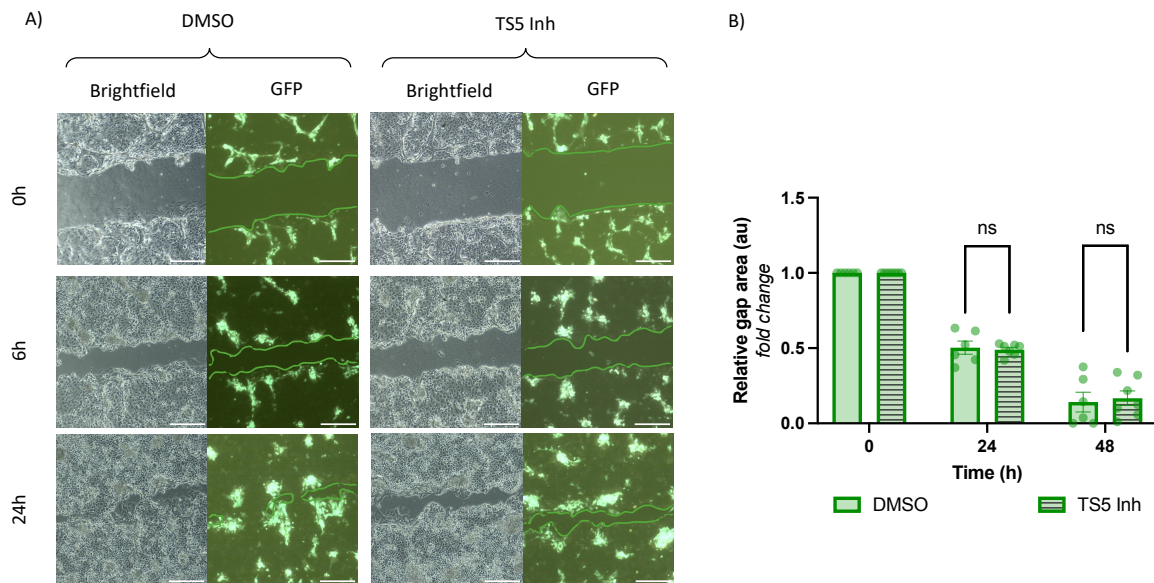 A)
DMSO
TS5 Inh
Brightfield
GFP
Brightfield
GFP
0h
6h
24h
B)
Relative gap area (au)
fold change
1.5
1.0
0.5
0.0
ns
ns
0
24
48
Time (h)
DMSO
TS5 Inh